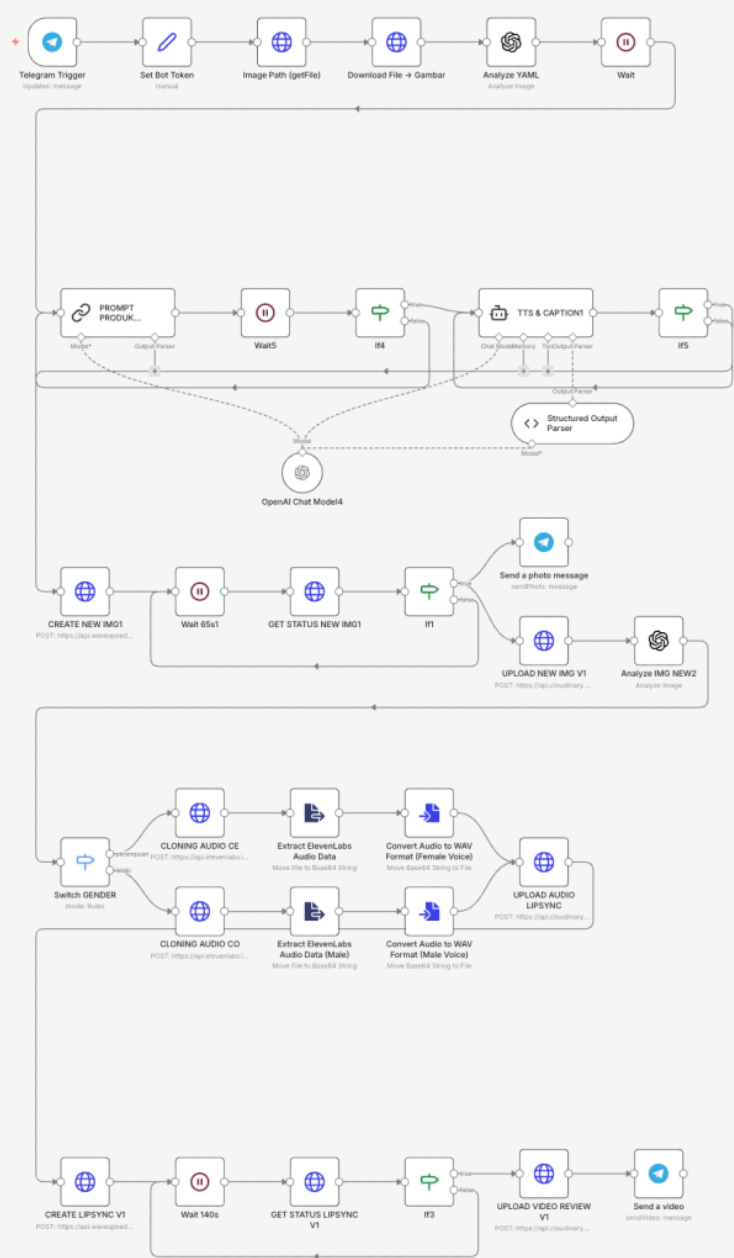 Telegram Trigger
Updates: message
Set Bot Token
manual
Image Path (getFile)
Download File → Gambar
Analyze YAML
Analyze Image
Wait
PROMPT
PRODUK...
Model*
Output Parser
Wait5
If4
true
false
TTS & CAPTION1
Chat Model
Memory
Tool
Output Parser
If5
true
false
Output Parser
Structured Output
Parser
Model*
Model
OpenAI Chat Model4
CREATE NEW IMG1
POST: https://api.wavespeed...
Wait 65s1
GET STATUS NEW IMG1
If1
true
false
Send a photo message
sendPhoto: message
UPLOAD NEW IMG V1
POST: https://api.cloudinary...
Analyze IMG NEW2
Analyze Image
Switch GENDER
mode: Rules
perempuan
CLONING AUDIO CE
POST: https://api.elevenlabs.i...
Extract ElevenLabs
Audio Data
Move File to Base64 String
Convert Audio to WAV
Format (Female Voice)
Move Base64 String to File
CLONING AUDIO CO
POST: https://api.elevenlabs.i...
Extract ElevenLabs
Audio Data (Male)
Move File to Base64 String
Convert Audio to WAV
Format (Male Voice)
Move Base64 String to File
UPLOAD AUDIO
LIPSYNC
POST: https://api.cloudinary...
CREATE LIPSYNC V1
POST: https://api.wavespeed...
Wait 140s
GET STATUS LIPSYNC
V1
If3
true
false
UPLOAD VIDEO REVIEW
V1
POST: https://api.cloudinary...
Send a video
sendVideo: message